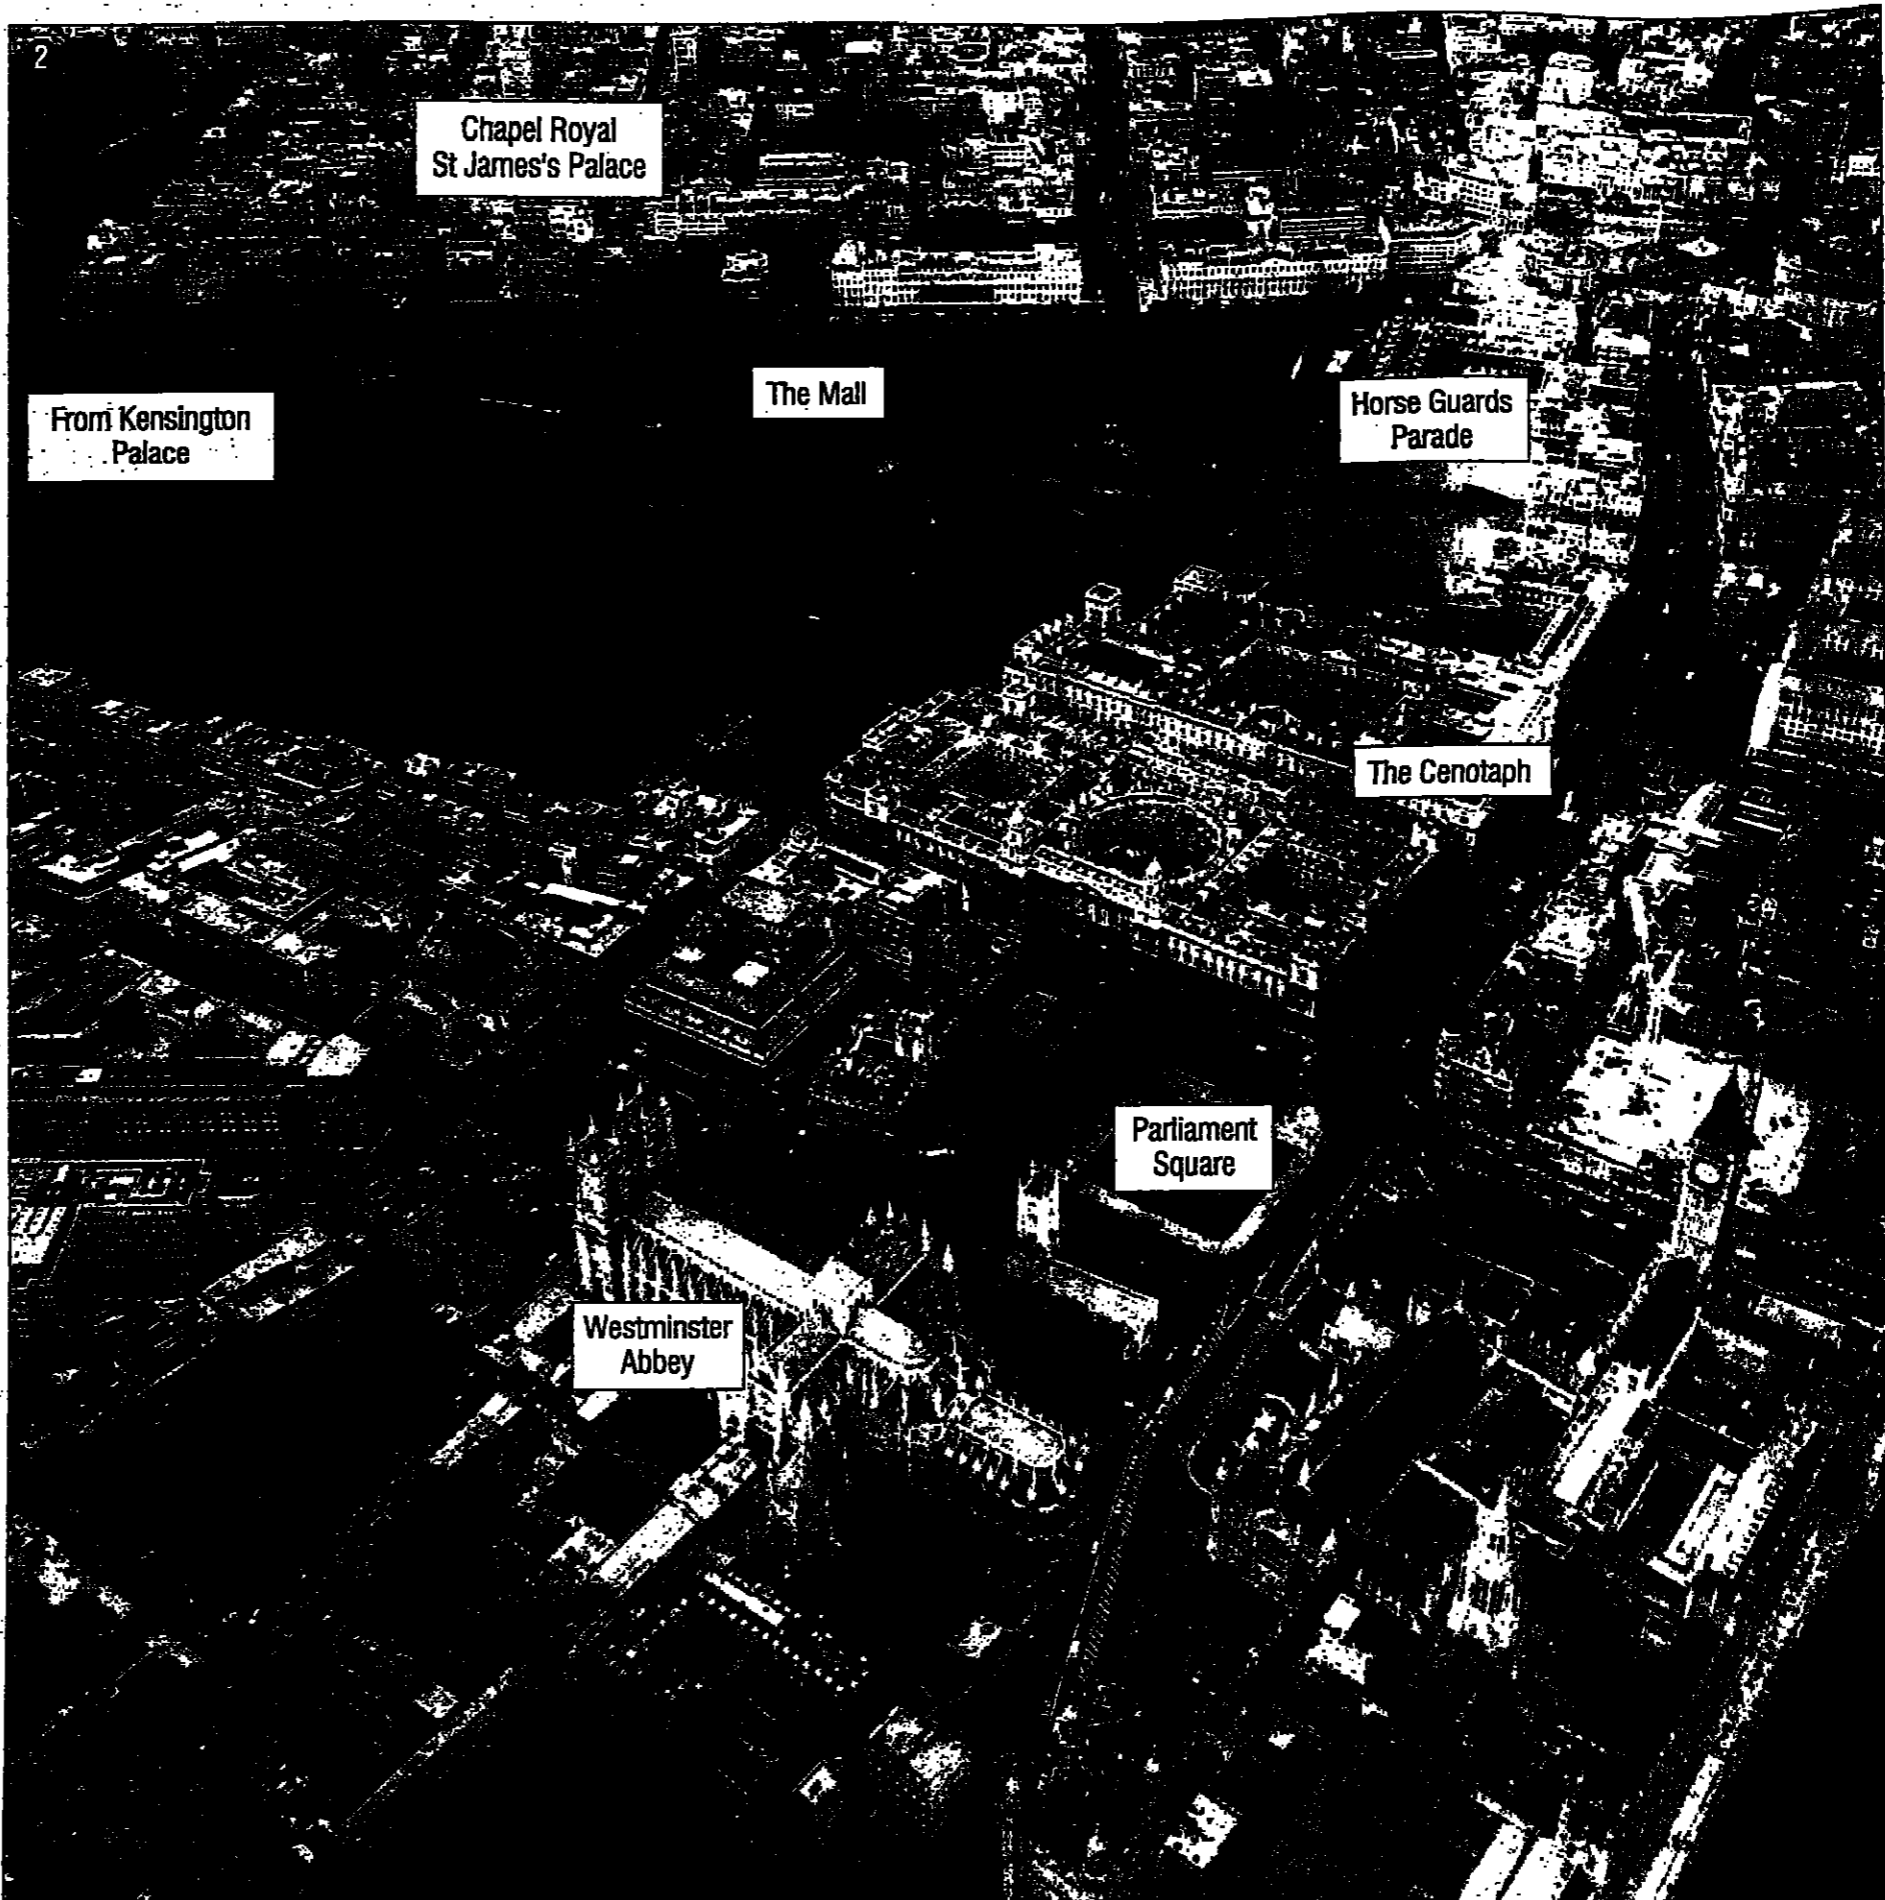 2
Chapel Royal
St James's Palace
The Mall
From Kensington
Palace
Horse Guards
Parade
The Cenotaph
Parliament
Square
Westminster
Abbey